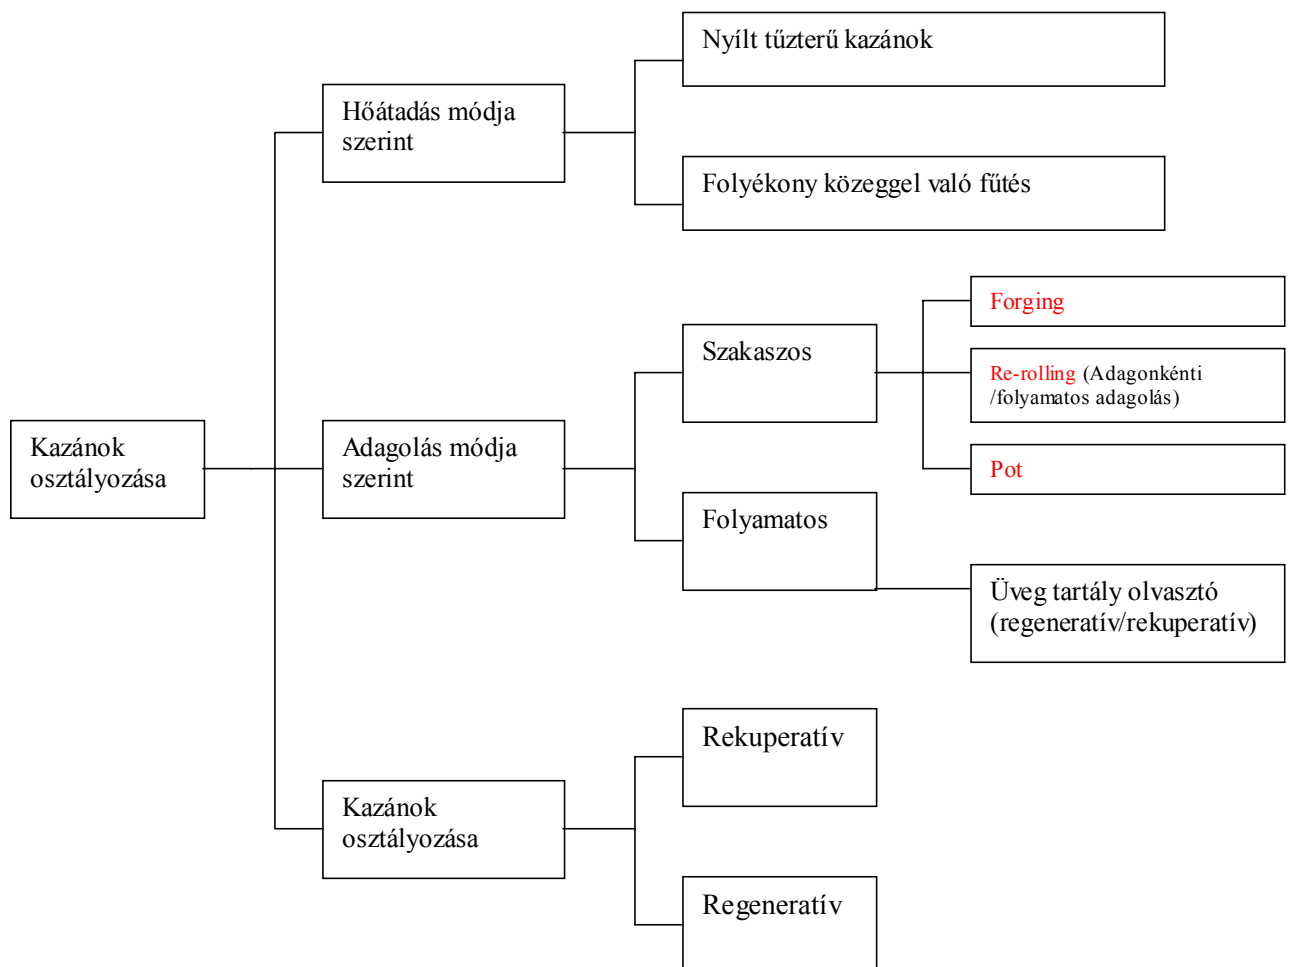 Nyílt tűzterű kazánok
Hőátadás módja
szerint
Folyékony közeggel való fűtés
Forging
Szakaszos
Re-rolling (Adagonkénti
/folyamatos adagolás)
Kazánok
osztályozása
Adagolás módja
szerint
Pot
Folyamatos
Üveg tartály olvasztó
(regeneratív/rekuperatív)
Rekuperatív
Kazánok
osztályozása
Regeneratív